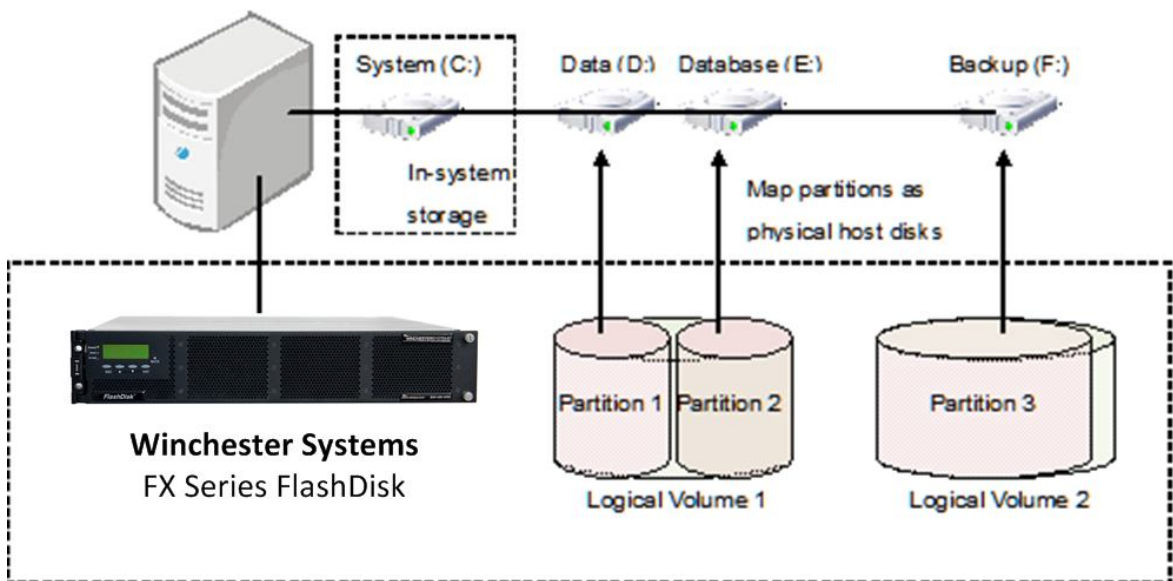 System (C:)
Data (D:)
Database (E:)
Backup (F:)
In-system
storage
Map partitions as
physical host disks
FlashDisk
Partition 1
Partition 2
Partition 3
Winchester Systems
FX Series FlashDisk
Logical Volume 1
Logical Volume 2